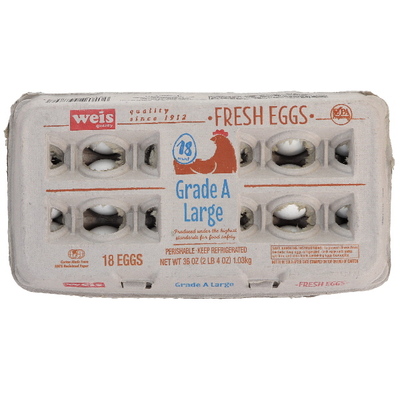 weis
quality
quality
since 1912
·FRESH EGGS·
18
Grade A
Large
Produced under the highest
standards for food safety
PERISHABLE · KEEP REFRIGERATED
NET WT 36 OZ (2 LB 4 OZ) 1.03kg
18 EGGS
Grade A Large
·FRESH EGGS·